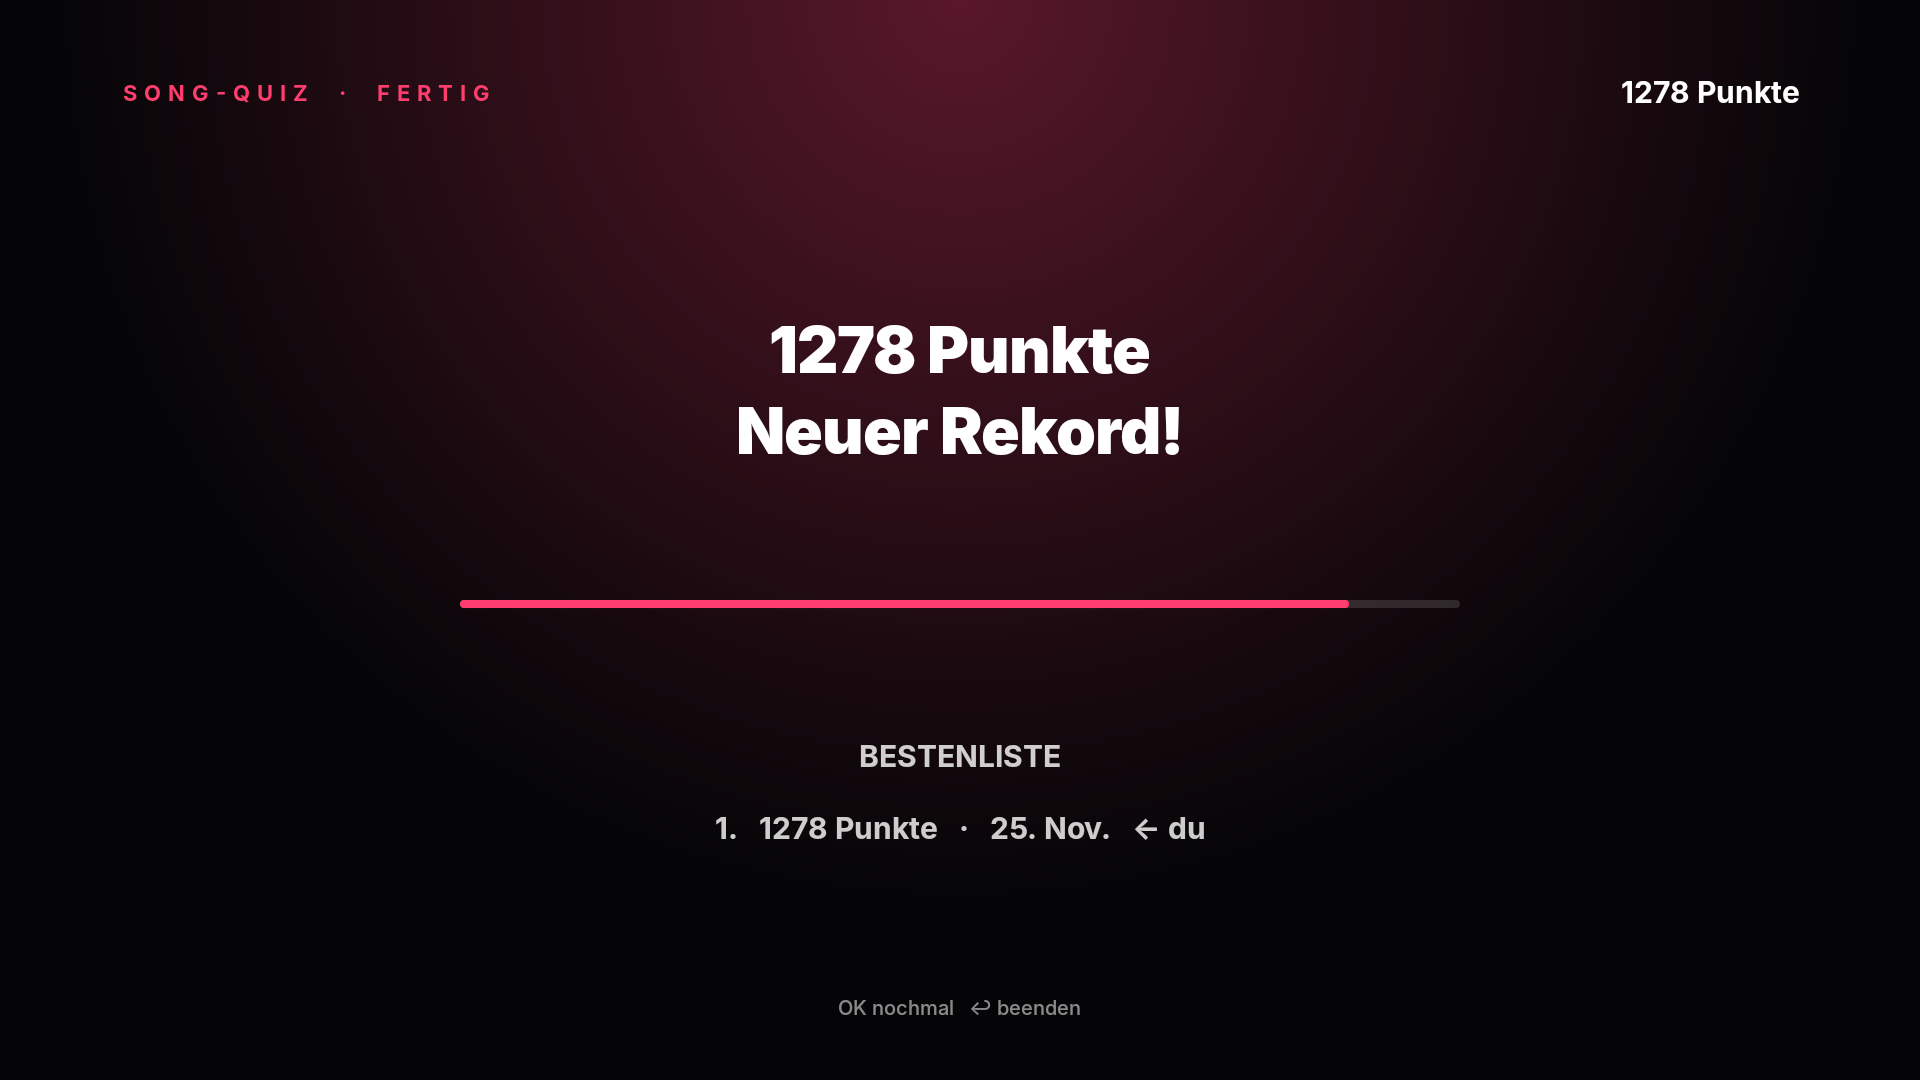 SONG-QUIZ · FERTIG
1278 Punkte
1278 Punkte
Neuer Rekord!
BESTENLISTE
1. 1278 Punkte · 25. Nov. ← du
OK nochmal ↩ beenden